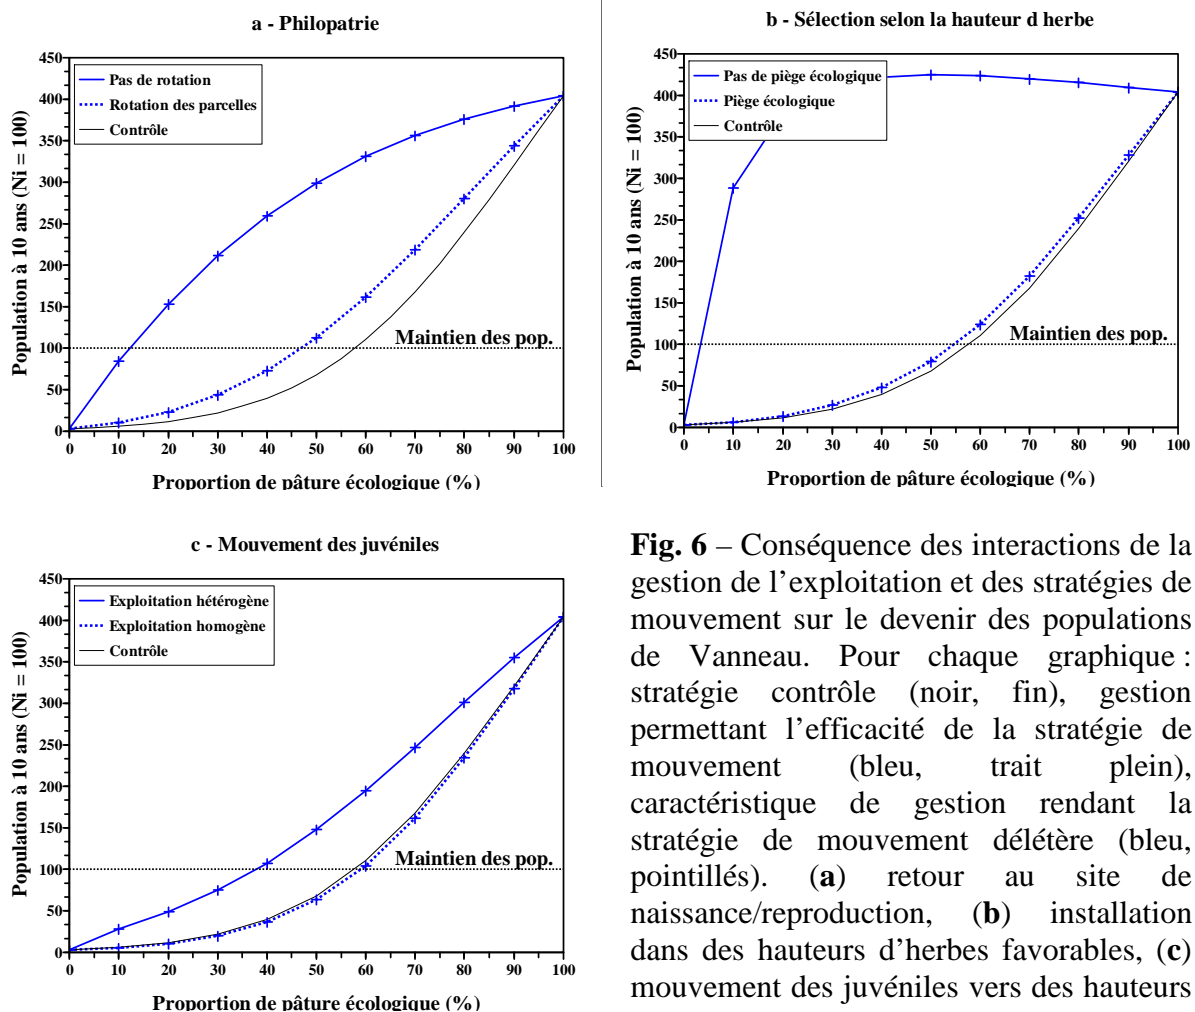 a - Philopatrie
Population à 10 ans (Ni = 100)
450
400
350
300
250
200
150
100
50
0
Pas de rotation
Rotation des parcelles
Contrôle
Maintien des pop.
0 10 20 30 40 50 60 70 80 90 100
Proportion de pâture écologique (%)
b - Sélection selon la hauteur d herbe
Population à 10 ans (Ni = 100)
450
400
350
300
250
200
150
100
50
0
Pas de piège écologique
Piège écologique
Contrôle
Maintien des pop.
0 10 20 30 40 50 60 70 80 90 100
Proportion de pâture écologique (%)
c - Mouvement des juvéniles
Population à 10 ans (Ni = 100)
450
400
350
300
250
200
150
100
50
0
Exploitation hétérogène
Exploitation homogène
Contrôle
Maintien des pop.
0 10 20 30 40 50 60 70 80 90 100
Proportion de pâture écologique (%)
Fig. 6 – Conséquence des interactions de la
gestion de l’exploitation et des stratégies de
mouvement sur le devenir des populations
de Vanneau. Pour chaque graphique :
stratégie contrôle (noir, fin), gestion
permettant l’efficacité de la stratégie de
mouvement (bleu, trait plein),
caractéristique de gestion rendant la
stratégie de mouvement délétère (bleu,
pointillés). (a) retour au site de
naissance/reproduction, (b) installation
dans des hauteurs d’herbes favorables, (c)
mouvement des juvéniles vers des hauteurs